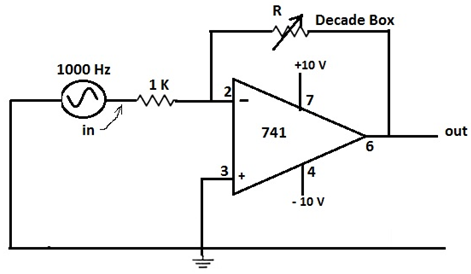 R
Decade Box
1000 Hz
1 K
+10 V
in
2
-
7
741
6
out
3
+
4
- 10 V